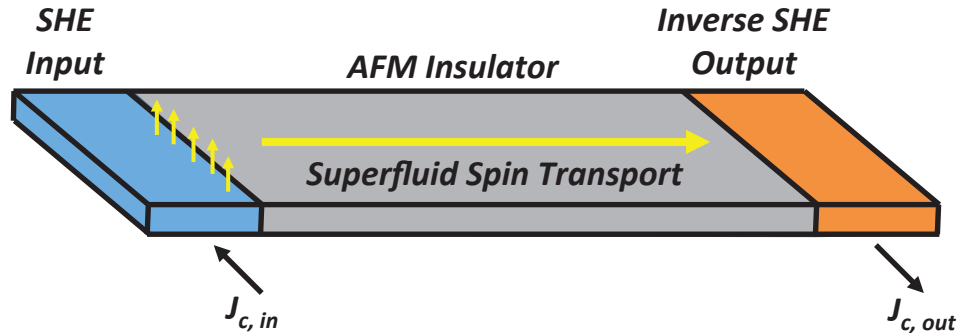 SHE
Input
AFM Insulator
Inverse SHE
Output
Superfluid Spin Transport
J_{c, in}
J_{c, out}